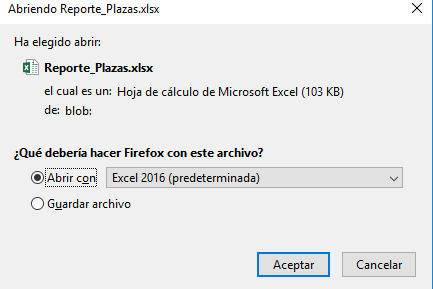 Abriendo Reporte_Plazas.xlsx
Ha elegido abrir:
Reporte_Plazas.xlsx
el cual es un: Hoja de cálculo de Microsoft Excel (103 KB)
de: blob:
¿Qué debería hacer Firefox con este archivo?
Abrir con Excel 2016 (predeterminada)
Guardar archivo
Aceptar Cancelar